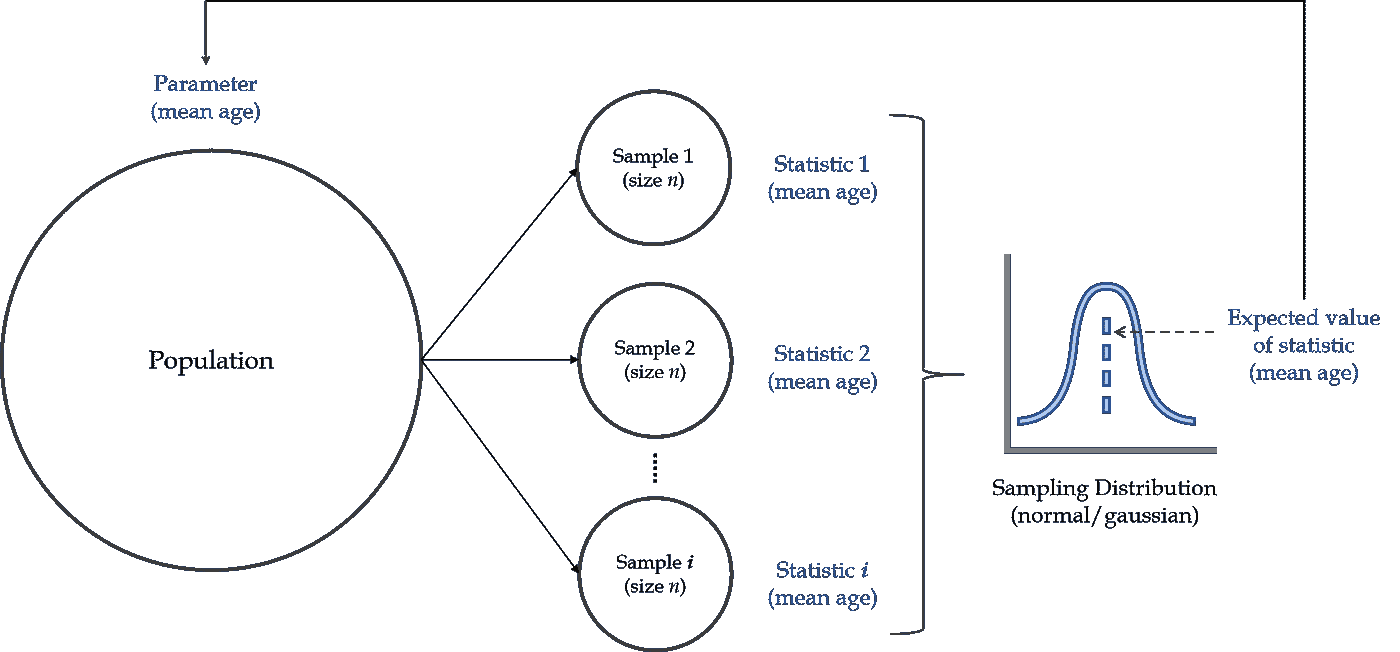 Parameter
(mean age)
Population
Sample 1
(size n)
Statistic 1
(mean age)
Sample 2
(size n)
Statistic 2
(mean age)
Sample i
(size n)
Statistic i
(mean age)
Sampling Distribution
(normal/gaussian)
Expected value
of statistic
(mean age)